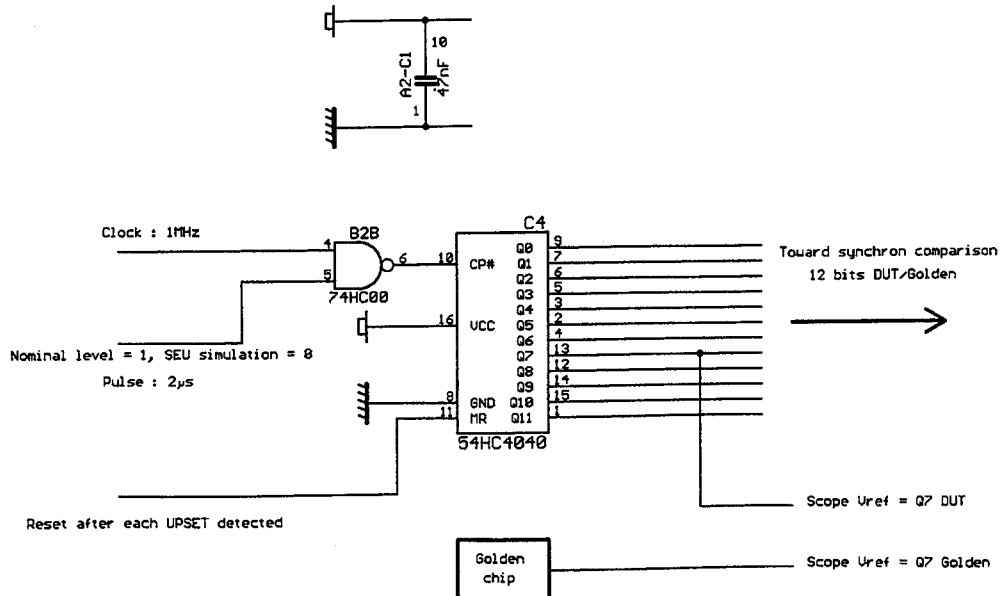 10
A2-C1
47nF
1
C4
Clock : 1MHz
B2B
4
5
6
74HC00
10 CP#
16 VCC
8 GND
11 MR
Q0 9
Q1 7
Q2 6
Q3 5
Q4 3
Q5 2
Q6 4
Q7 13
Q8 12
Q9 14
Q10 15
Q11 1
54HC4040
Toward synchron comparison
12 bits DUT/Golden
Nominal level = 1, SEU simulation = 0
Pulse : 2µs
Reset after each UPSET detected
Scope Vref = Q7 DUT
Golden
chip
Scope Vref = Q7 Golden